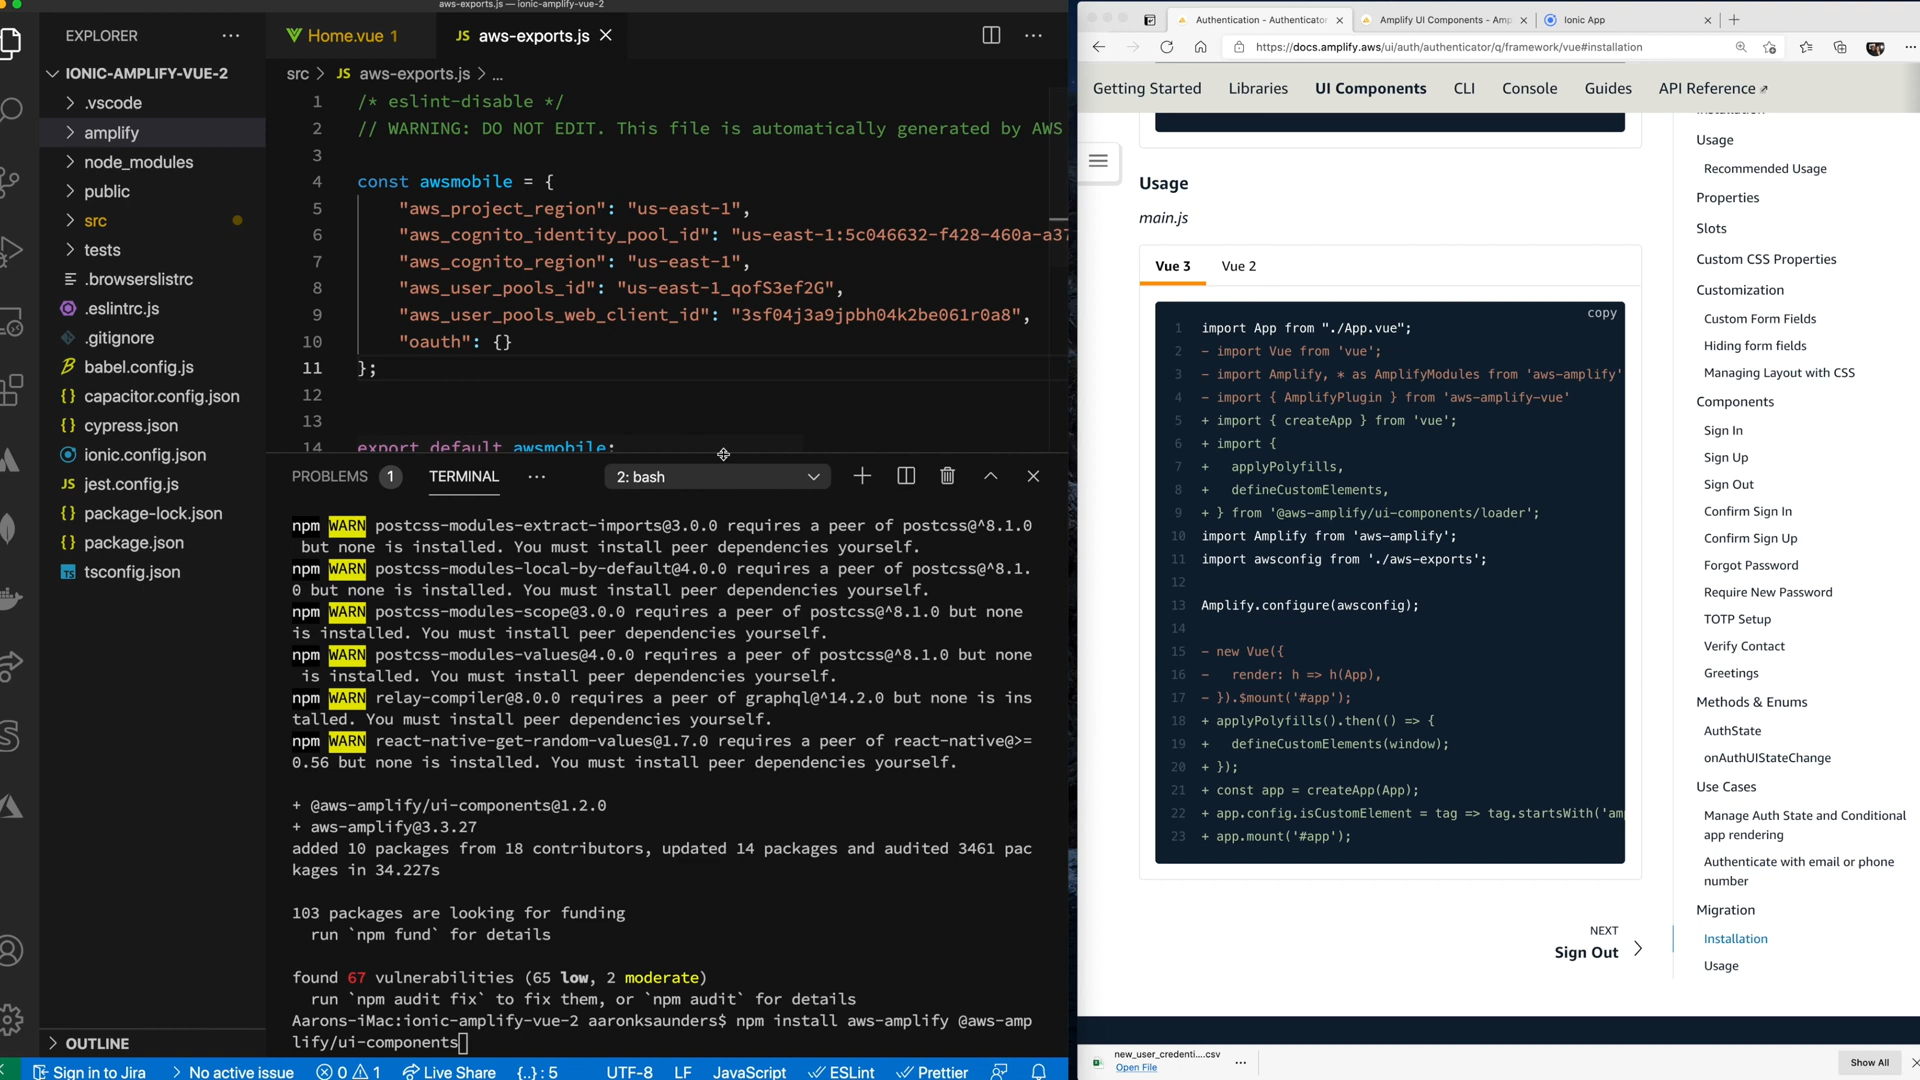 aws-exports.js — ionic-amplify-vue-2
EXPLORER
Home.vue 1
JS aws-exports.js
IONIC-AMPLIFY-VUE-2
.vscode
amplify
node_modules
public
src
tests
.browserslistrc
.eslintrc.js
.gitignore
babel.config.js
capacitor.config.json
cypress.json
ionic.config.json
JS jest.config.js
package-lock.json
package.json
TS tsconfig.json
OUTLINE
src > JS aws-exports.js > ...
1 /* eslint-disable */
2 // WARNING: DO NOT EDIT. This file is automatically generated by AWS
3
4 const awsmobile = {
5 "aws_project_region": "us-east-1",
6 "aws_cognito_identity_pool_id": "us-east-1:5c046632-f428-460a-a37
7 "aws_cognito_region": "us-east-1",
8 "aws_user_pools_id": "us-east-1_qofS3ef2G",
9 "aws_user_pools_web_client_id": "3sf04j3a9jpbh04k2be061r0a8",
10 "oauth": {}
11 };
12
13
14 export default awsmobile;
PROBLEMS 1 TERMINAL ... 2: bash
npm WARN postcss-modules-extract-imports@3.0.0 requires a peer of postcss@^8.1.0
but none is installed. You must install peer dependencies yourself.
npm WARN postcss-modules-local-by-default@4.0.0 requires a peer of postcss@^8.1.
0 but none is installed. You must install peer dependencies yourself.
npm WARN postcss-modules-scope@3.0.0 requires a peer of postcss@^8.1.0 but none
is installed. You must install peer dependencies yourself.
npm WARN postcss-modules-values@4.0.0 requires a peer of postcss@^8.1.0 but none
is installed. You must install peer dependencies yourself.
npm WARN relay-compiler@8.0.0 requires a peer of graphql@^14.2.0 but none is ins
talled. You must install peer dependencies yourself.
npm WARN react-native-get-random-values@1.7.0 requires a peer of react-native@>=
0.56 but none is installed. You must install peer dependencies yourself.
+ @aws-amplify/ui-components@1.2.0
+ aws-amplify@3.3.27
added 10 packages from 18 contributors, updated 14 packages and audited 3461 pac
kages in 34.227s
103 packages are looking for funding
run `npm fund` for details
found 67 vulnerabilities (65 low, 2 moderate)
run `npm audit fix` to fix them, or `npm audit` for details
Aarons-iMac:ionic-amplify-vue-2 aaronksaunders$ npm install aws-amplify @aws-amp
lify/ui-components
Sign in to Jira No active issue 0 1 Live Share {..} : 5 UTF-8 LF JavaScript ESLint Prettier
Authentication - Authenticator
Amplify UI Components - Amp
Ionic App
https://docs.amplify.aws/ui/auth/authenticator/q/framework/vue#installation
Getting Started Libraries UI Components CLI Console Guides API Reference
Usage
main.js
Vue 3 Vue 2
copy
1 import App from "./App.vue";
2 - import Vue from 'vue';
3 - import Amplify, * as AmplifyModules from 'aws-amplify'
4 - import { AmplifyPlugin } from 'aws-amplify-vue'
5 + import { createApp } from 'vue';
6 + import {
7 + applyPolyfills,
8 + defineCustomElements,
9 + } from '@aws-amplify/ui-components/loader';
10 import Amplify from 'aws-amplify';
11 import awsconfig from './aws-exports';
12
13 Amplify.configure(awsconfig);
14
15 - new Vue({
16 - render: h => h(App),
17 - }).$mount('#app');
18 + applyPolyfills().then(() => {
19 + defineCustomElements(window);
20 + });
21 + const app = createApp(App);
22 + app.config.isCustomElement = tag => tag.startsWith('am
23 + app.mount('#app');
NEXT
Sign Out
Installation
Usage
Recommended Usage
Properties
Slots
Custom CSS Properties
Customization
Custom Form Fields
Hiding form fields
Managing Layout with CSS
Components
Sign In
Sign Up
Sign Out
Confirm Sign In
Confirm Sign Up
Forgot Password
Require New Password
TOTP Setup
Verify Contact
Greetings
Methods & Enums
AuthState
onAuthUIStateChange
Use Cases
Manage Auth State and Conditional
app rendering
Authenticate with email or phone
number
Migration
Installation
Usage
new_user_credenti....csv
Open File
Show All